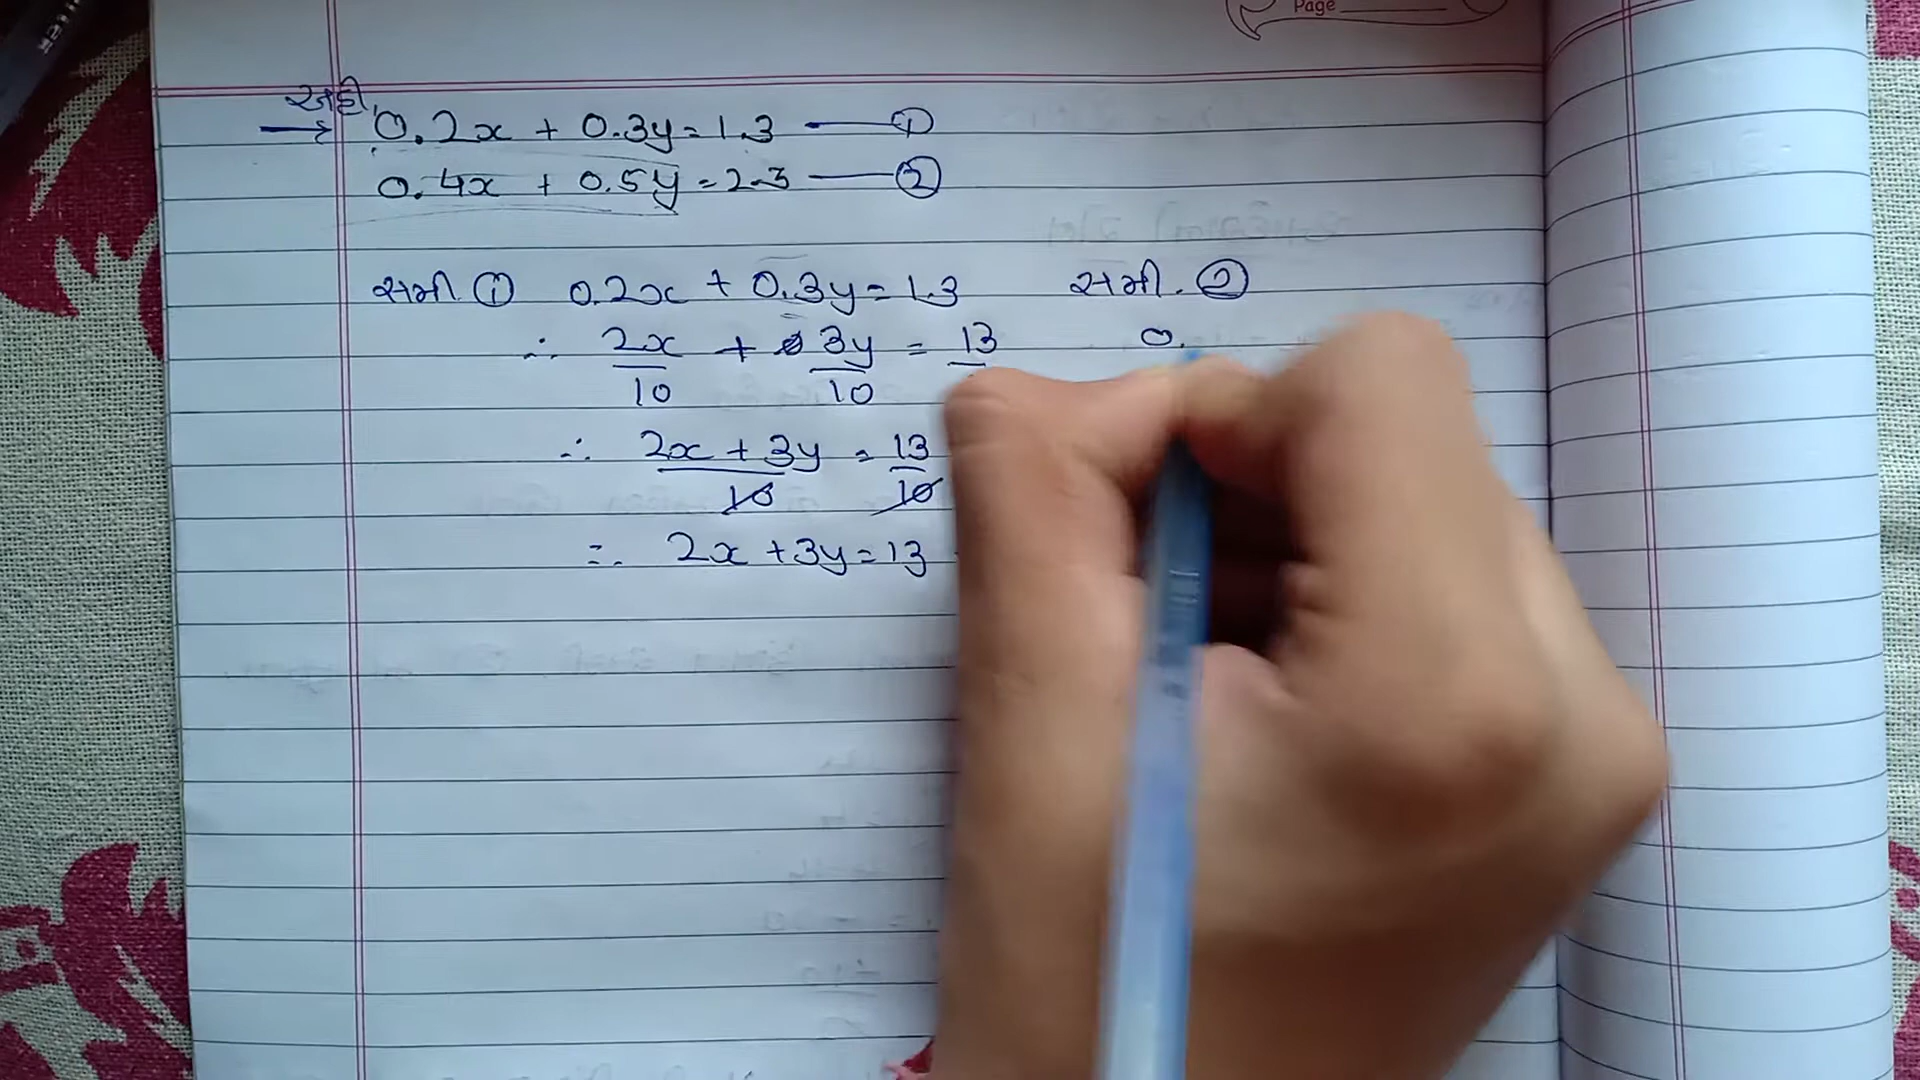 Page
અહી,
→ 0.2x + 0.3y = 1.3 —— ①
0.4x + 0.5y = 2.3 —— ②
સમી. ① 0.2x + 0.3y = 1.3 સમી. ②
∴ 2x/10 + 3y/10 = 13 0.
∴ 2x + 3y/10 = 13/10
∴ 2x + 3y = 13